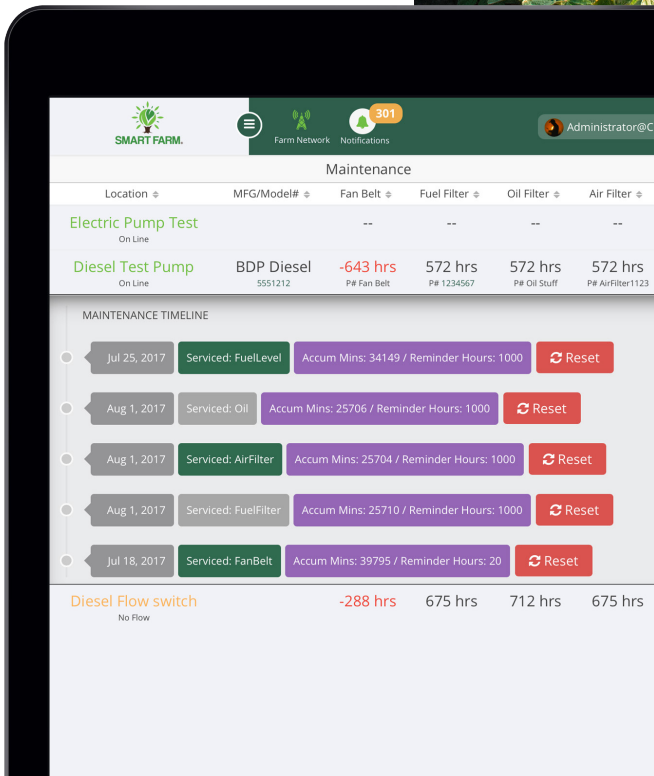 SMART FARM.
Farm Network
301
Notifications
Administrator@C
Maintenance
Location MFG/Model# Fan Belt Fuel Filter Oil Filter Air Filter
Electric Pump Test -- -- -- --
On Line
Diesel Test Pump BDP Diesel -643 hrs 572 hrs 572 hrs 572 hrs
On Line 5551212 P# Fan Belt P# 1234567 P# Oil Stuff P# AirFilter1123
MAINTENANCE TIMELINE
Jul 25, 2017 Serviced: FuelLevel Accum Mins: 34149 / Reminder Hours: 1000 Reset
Aug 1, 2017 Serviced: Oil Accum Mins: 25706 / Reminder Hours: 1000 Reset
Aug 1, 2017 Serviced: AirFilter Accum Mins: 25704 / Reminder Hours: 1000 Reset
Aug 1, 2017 Serviced: FuelFilter Accum Mins: 25710 / Reminder Hours: 1000 Reset
Jul 18, 2017 Serviced: FanBelt Accum Mins: 39795 / Reminder Hours: 20 Reset
Diesel Flow switch -288 hrs 675 hrs 712 hrs 675 hrs
No Flow